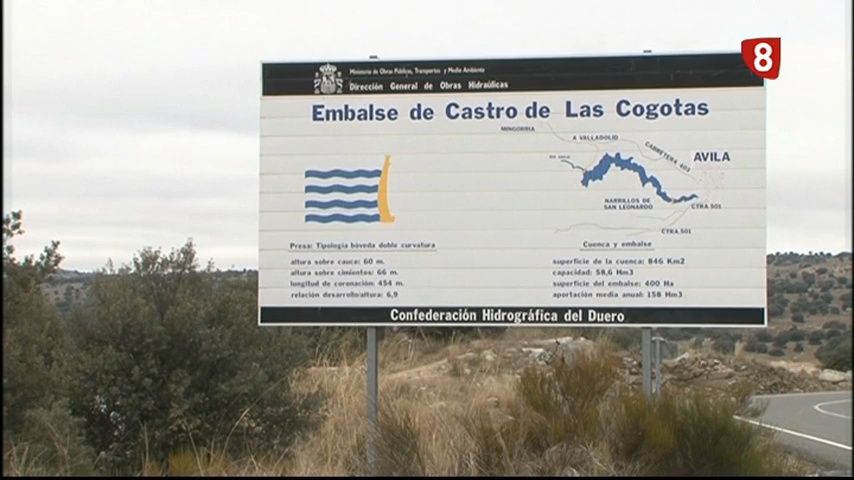 8
Ministerio de Obras Públicas, Transportes y Medio Ambiente
Dirección General de Obras Hidraúlicas
Embalse de Castro de Las Cogotas
MINGORRIA
A VALLADOLID
CARRETERA 403
AVILA
NARRILLOS DE
SAN LEONARDO
CTRA.501
CTRA.501
Presa: Tipología bóveda doble curvatura
altura sobre cauce: 60 m.
altura sobre cimientos: 66 m.
longitud de coronación: 454 m.
relación desarrollo/altura: 6,9
Cuenca y embalse
superficie de la cuenca: 846 Km2
capacidad: 58,6 Hm3
superficie del embalse: 400 Ha
aportación media anual: 158 Hm3
Confederación Hidrográfica del Duero